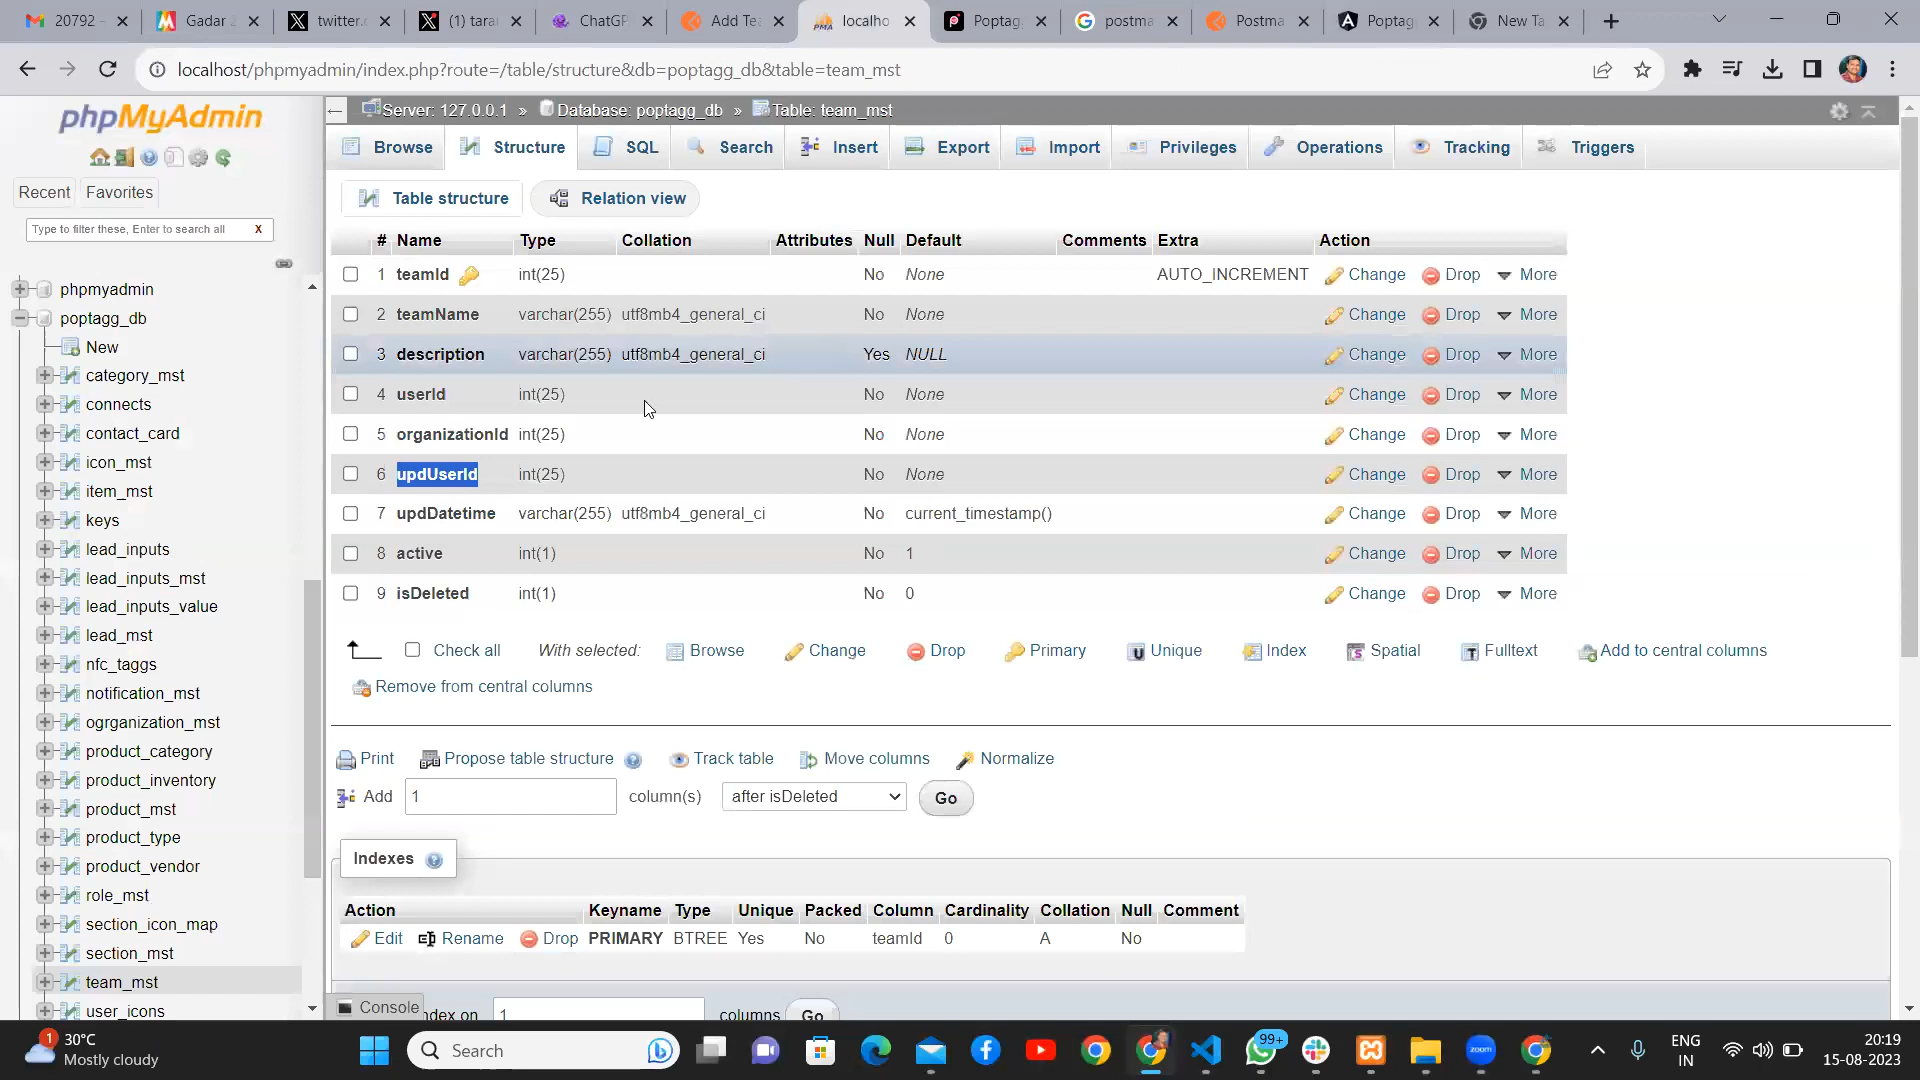 20792 -
Gadar 2
twitter.c
(1) tara
ChatGP
Add Tea
localho
Poptag
postma
Postma
Poptag
New Ta
localhost/phpmyadmin/index.php?route=/table/structure&db=poptagg_db&table=team_mst
phpMyAdmin
Recent Favorites
Type to filter these, Enter to search all X
phpmyadmin
poptagg_db
New
category_mst
connects
contact_card
icon_mst
item_mst
keys
lead_inputs
lead_inputs_mst
lead_inputs_value
lead_mst
nfc_taggs
notification_mst
ogrganization_mst
product_category
product_inventory
product_mst
product_type
product_vendor
role_mst
section_icon_map
section_mst
team_mst
user_icons
Server: 127.0.0.1 » Database: poptagg_db » Table: team_mst
Browse Structure SQL Search Insert Export Import Privileges Operations Tracking Triggers
Table structure Relation view
# Name Type Collation Attributes Null Default Comments Extra Action
1 teamId int(25) No None AUTO_INCREMENT Change Drop More
2 teamName varchar(255) utf8mb4_general_ci No None Change Drop More
3 description varchar(255) utf8mb4_general_ci Yes NULL Change Drop More
4 userId int(25) No None Change Drop More
5 organizationId int(25) No None Change Drop More
6 updUserId int(25) No None Change Drop More
7 updDatetime varchar(255) utf8mb4_general_ci No current_timestamp() Change Drop More
8 active int(1) No 1 Change Drop More
9 isDeleted int(1) No 0 Change Drop More
Check all With selected: Browse Change Drop Primary Unique Index Spatial Fulltext Add to central columns
Remove from central columns
Print Propose table structure Track table Move columns Normalize
Add 1 column(s) after isDeleted Go
Indexes
Action Keyname Type Unique Packed Column Cardinality Collation Null Comment
Edit Rename Drop PRIMARY BTREE Yes No teamId 0 A No
Console
ndex on 1 columns Go
1 30°C
Mostly cloudy
Search
99+
zoom
ENG
IN
20:19
15-08-2023